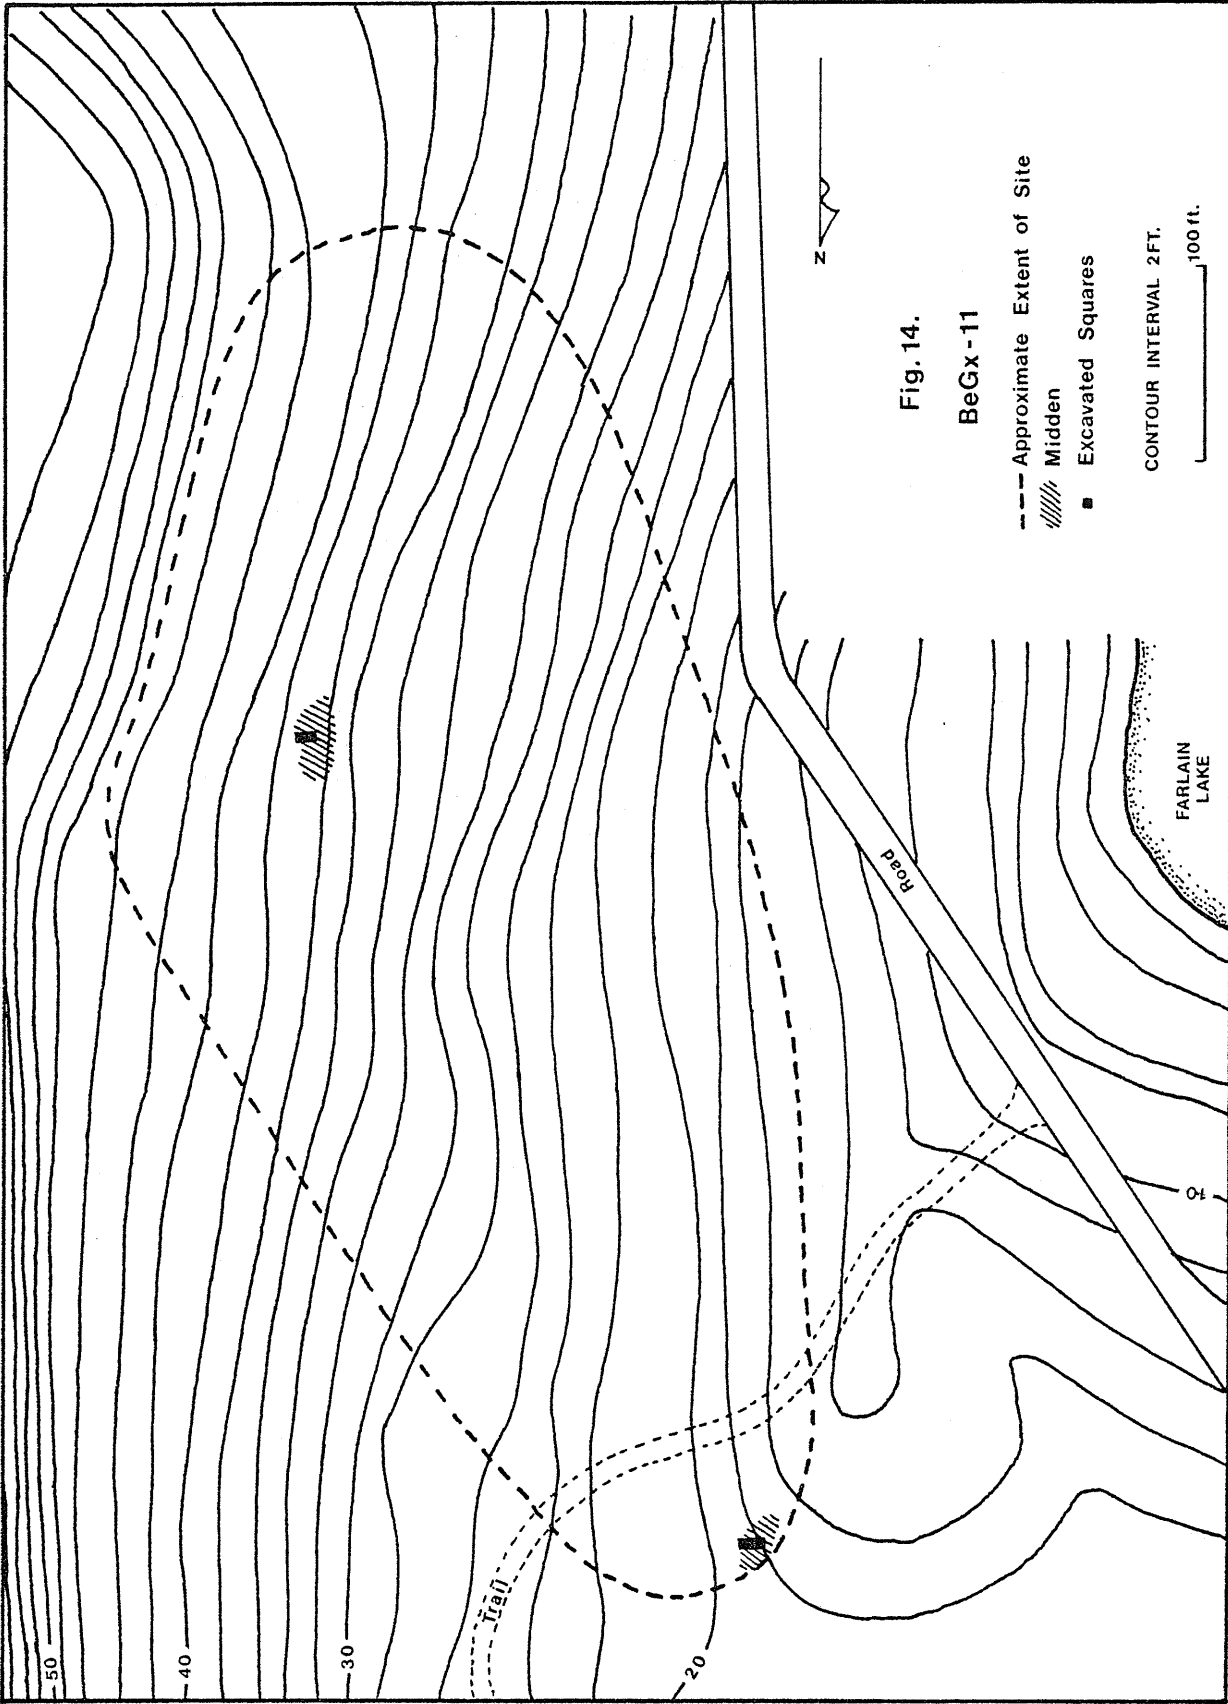 50
40
30
20
Trail
Road
10
FARLAIN
LAKE
N
Fig. 14.
BeGx-11
Approximate Extent of Site
Midden
Excavated Squares
CONTOUR INTERVAL 2FT.
100 ft.